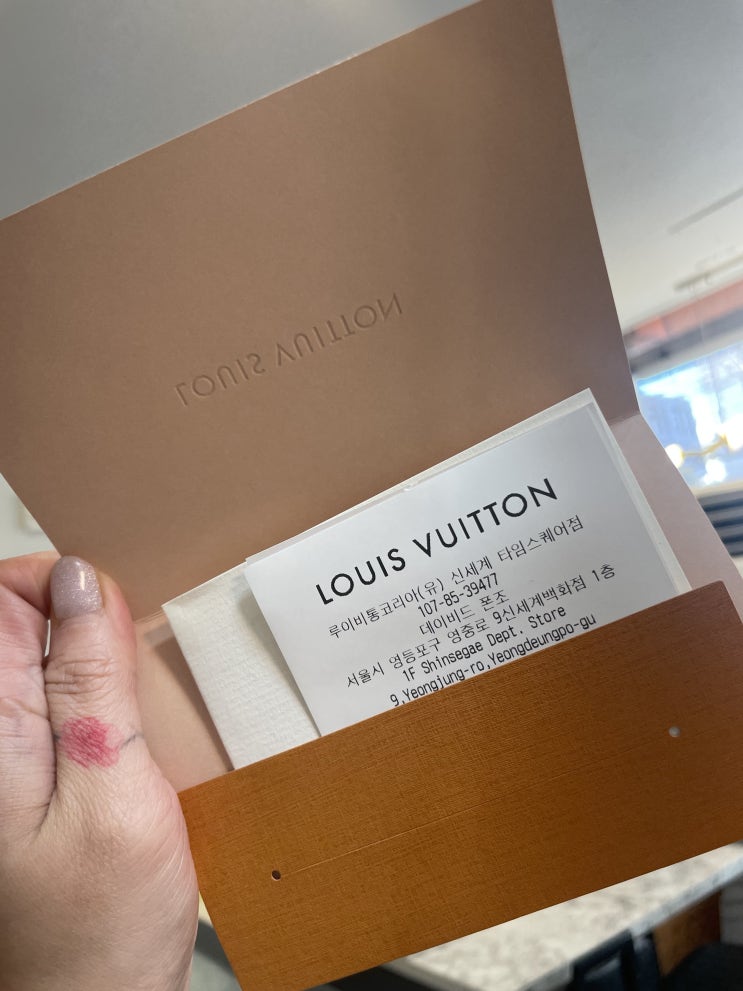 LOUIS VUITTON
LOUIS VUITTON
루이비통코리아(유) 신세계 타임스퀘어점
107-85-39477
데이비드 폰조
서울시 영등포구 영중로 9신세계백화점 1층
1F Shinsegae Dept. Store
9,Yeongjung-ro,Yeongdeungpo-gu